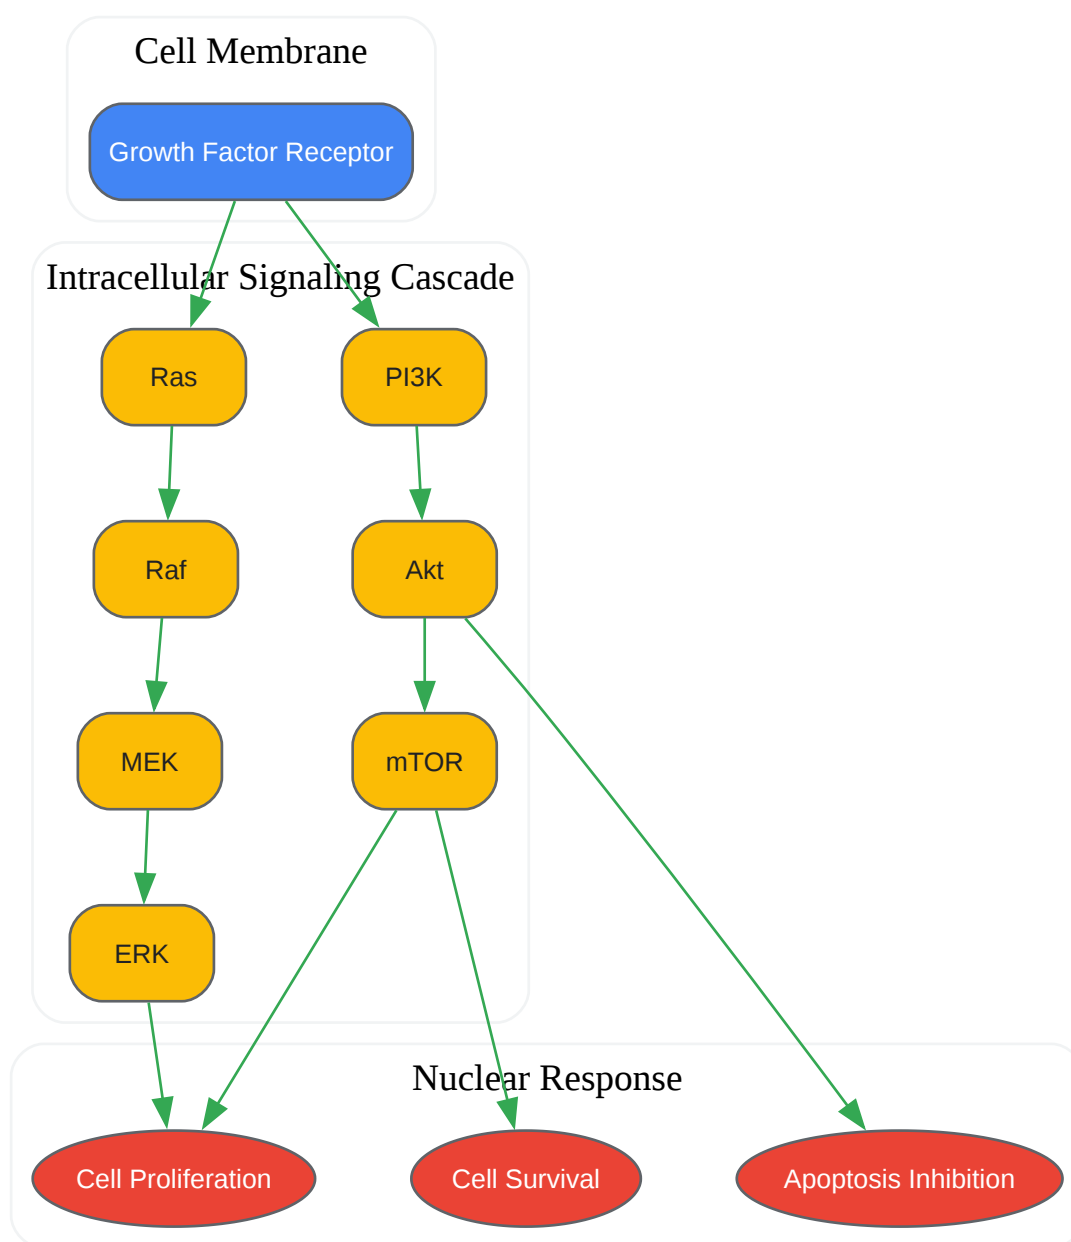 Cell Membrane
Growth Factor Receptor
Intracellular Signaling Cascade
Ras
PI3K
Raf
Akt
MEK
mTOR
ERK
Nuclear Response
Cell Proliferation
Cell Survival
Apoptosis Inhibition